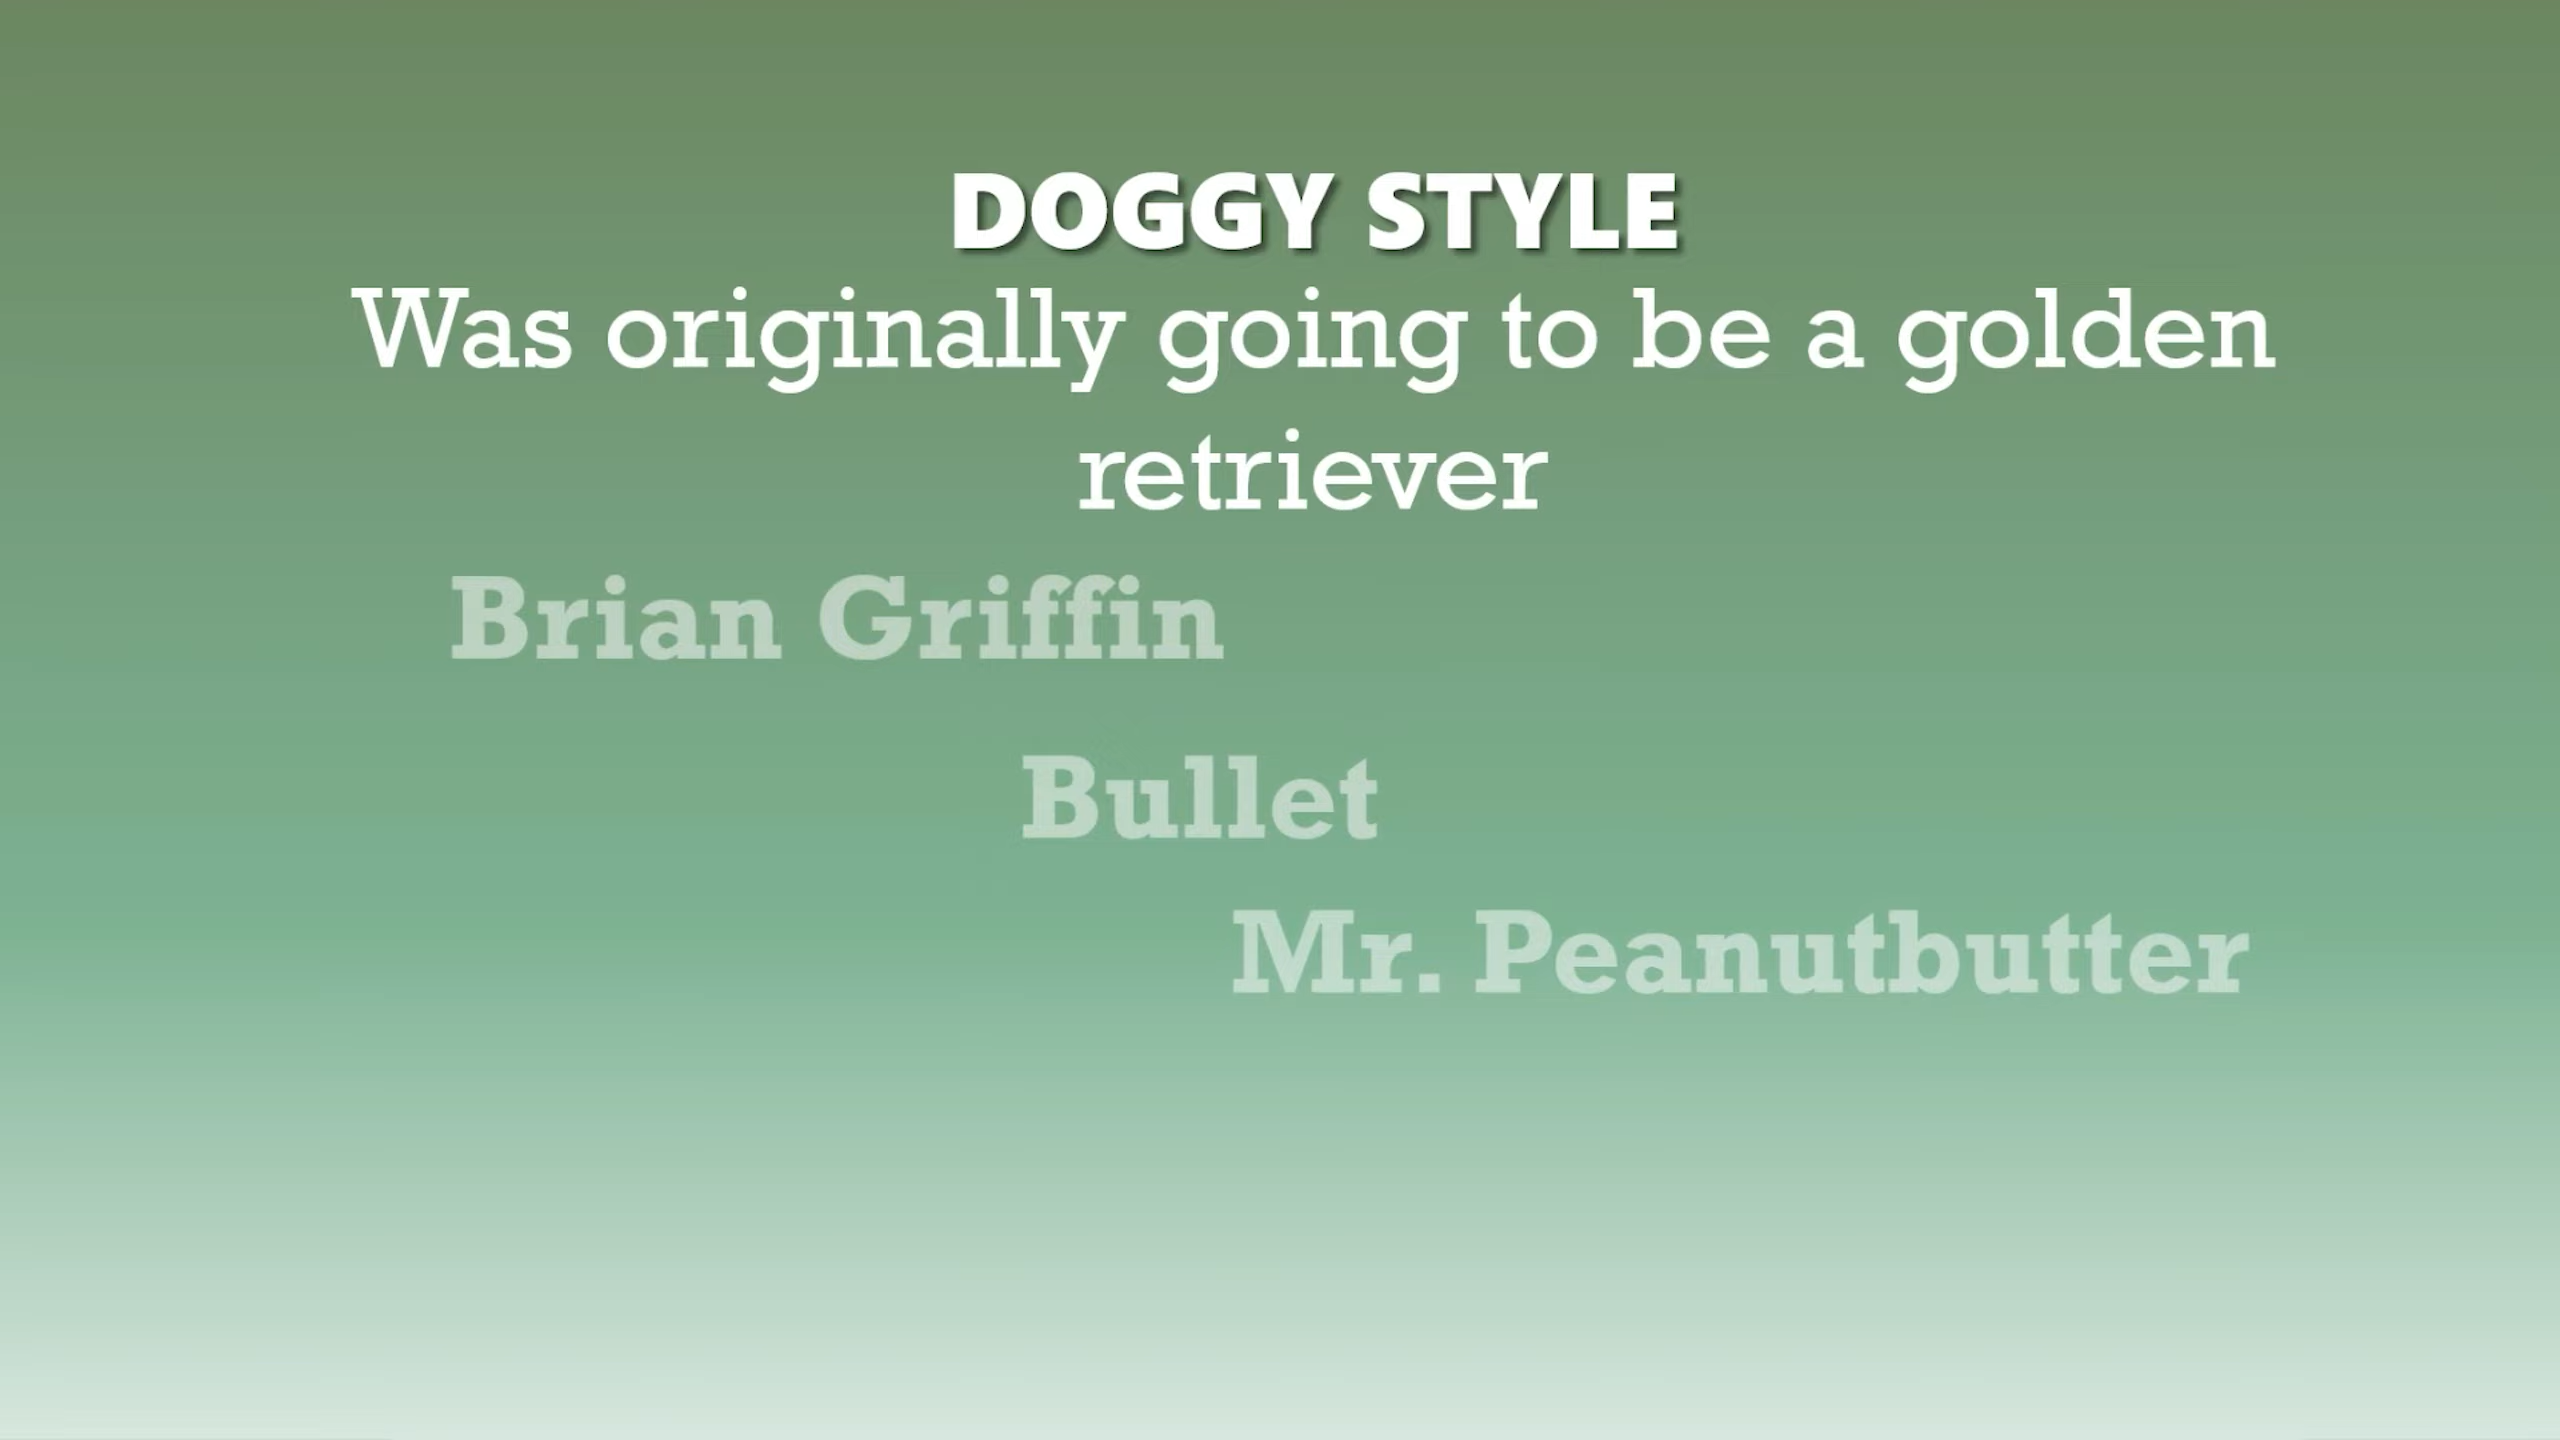 DOGGY STYLE
Was originally going to be a golden
retriever
Brian Griffin
Bullet
Mr. Peanutbutter